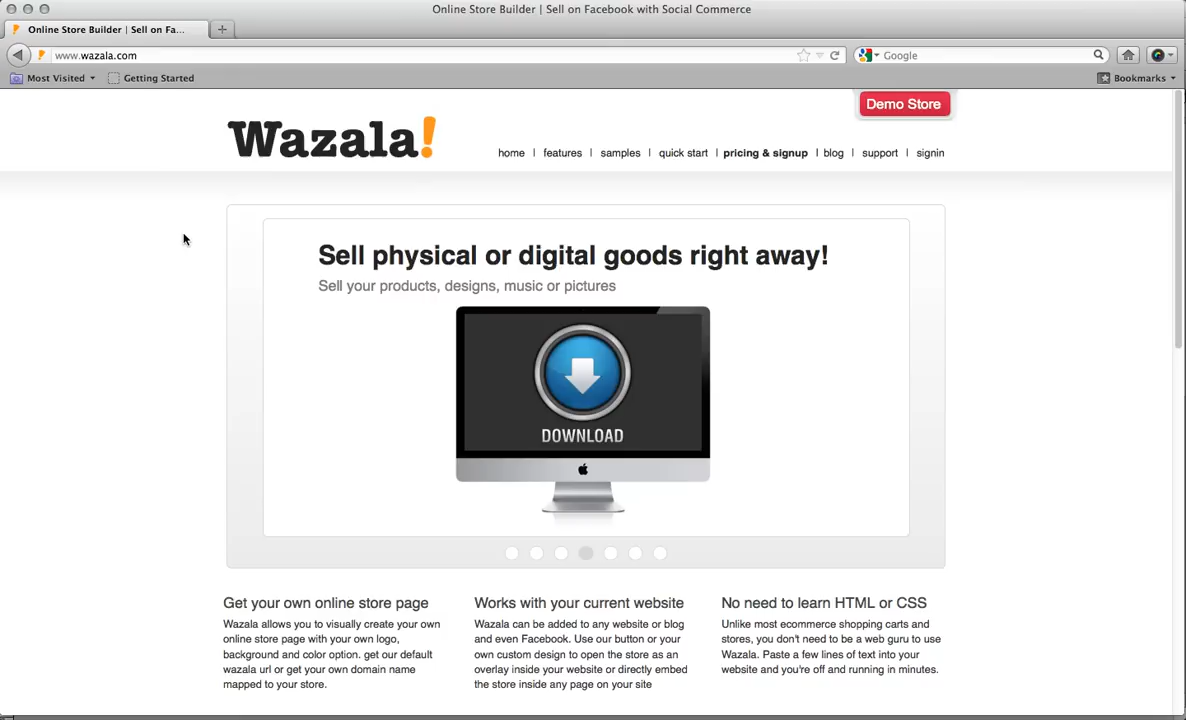 Online Store Builder | Sell on Facebook with Social Commerce
Online Store Builder | Sell on Fa...
www.wazala.com
Google
Most Visited
Getting Started
Bookmarks
Demo Store
Wazala!
home | features | samples | quick start | pricing & signup | blog | support | signin
Sell physical or digital goods right away!
Sell your products, designs, music or pictures
DOWNLOAD
Get your own online store page
Wazala allows you to visually create your own
online store page with your own logo,
background and color option. get our default
wazala url or get your own domain name
mapped to your store.
Works with your current website
Wazala can be added to any website or blog
and even Facebook. Use our button or your
own custom design to open the store as an
overlay inside your website or directly embed
the store inside any page on your site
No need to learn HTML or CSS
Unlike most ecommerce shopping carts and
stores, you don't need to be a web guru to use
Wazala. Paste a few lines of text into your
website and you're off and running in minutes.